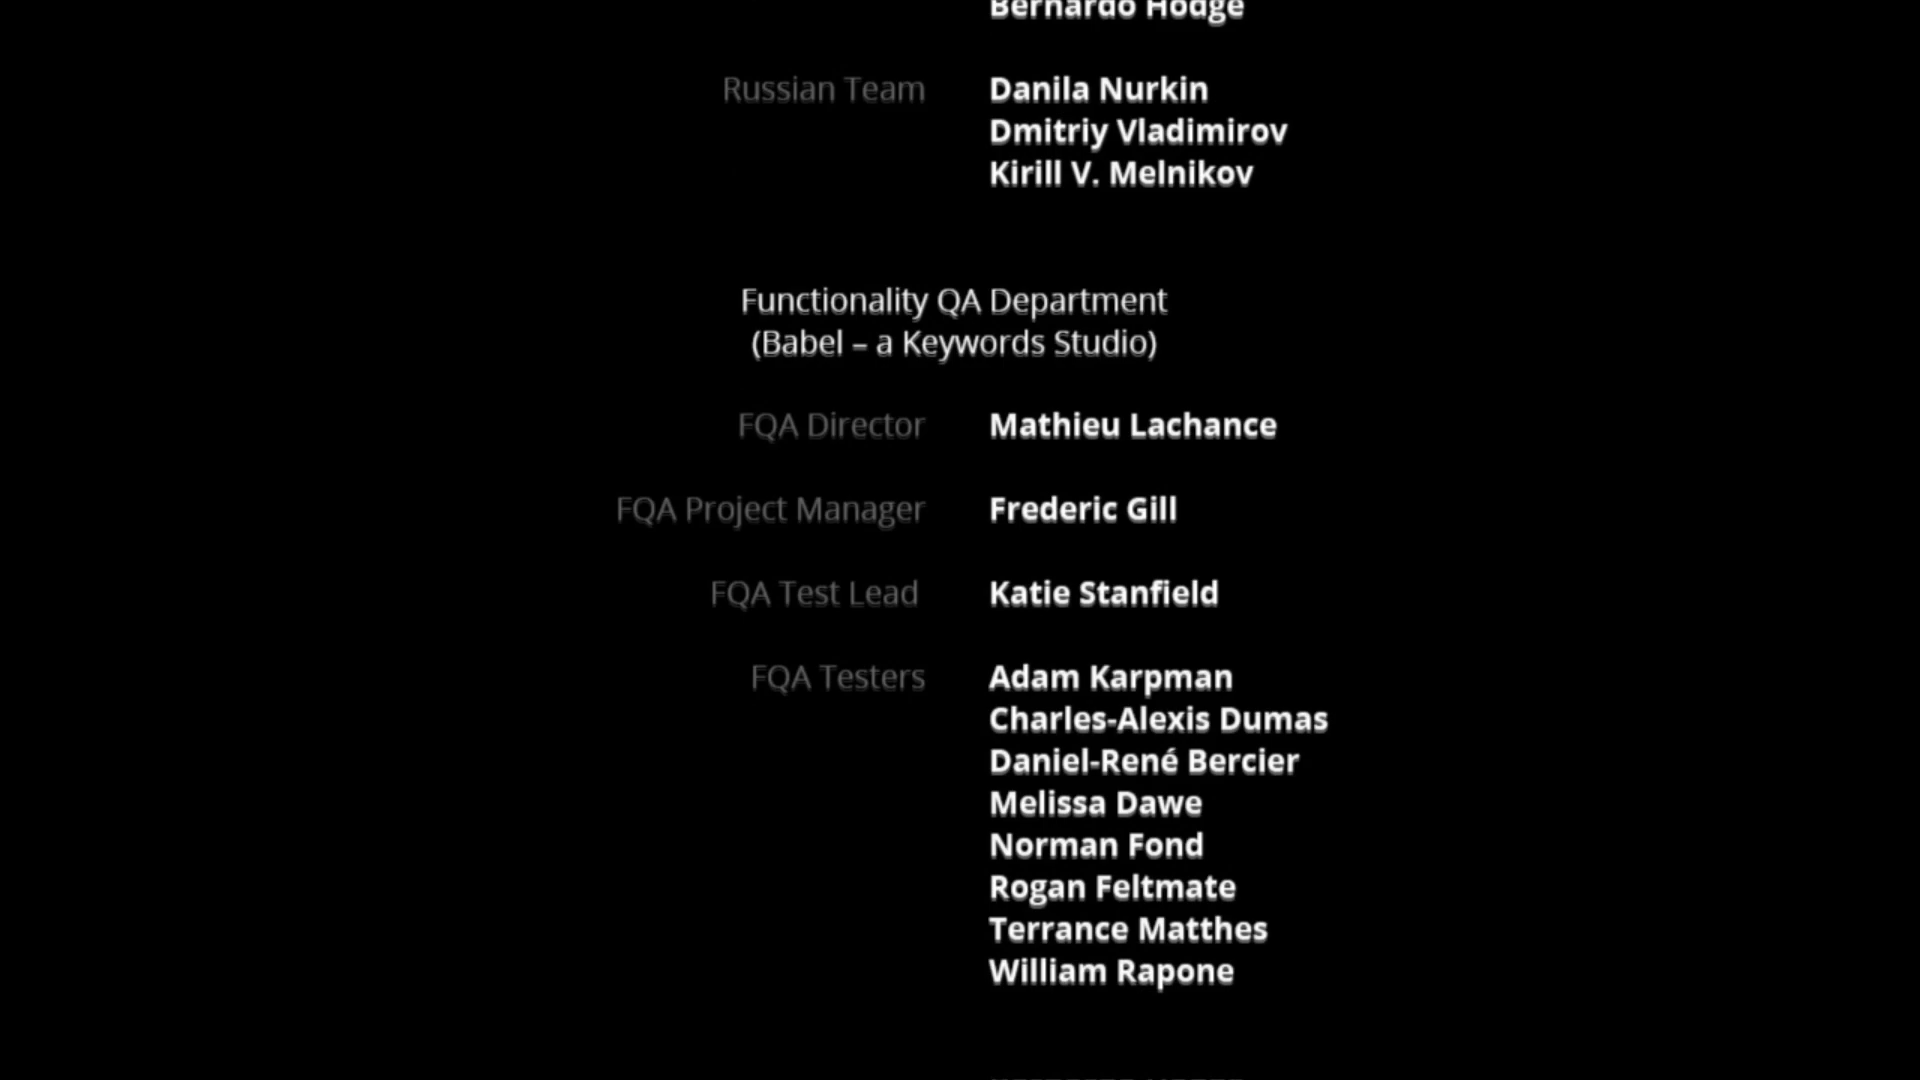 Bernardo Hodge
Russian Team Danila Nurkin
Dmitriy Vladimirov
Kirill V. Melnikov
Functionality QA Department
(Babel – a Keywords Studio)
FQA Director Mathieu Lachance
FQA Project Manager Frederic Gill
FQA Test Lead Katie Stanfield
FQA Testers Adam Karpman
Charles-Alexis Dumas
Daniel-René Bercier
Melissa Dawe
Norman Fond
Rogan Feltmate
Terrance Matthes
William Rapone